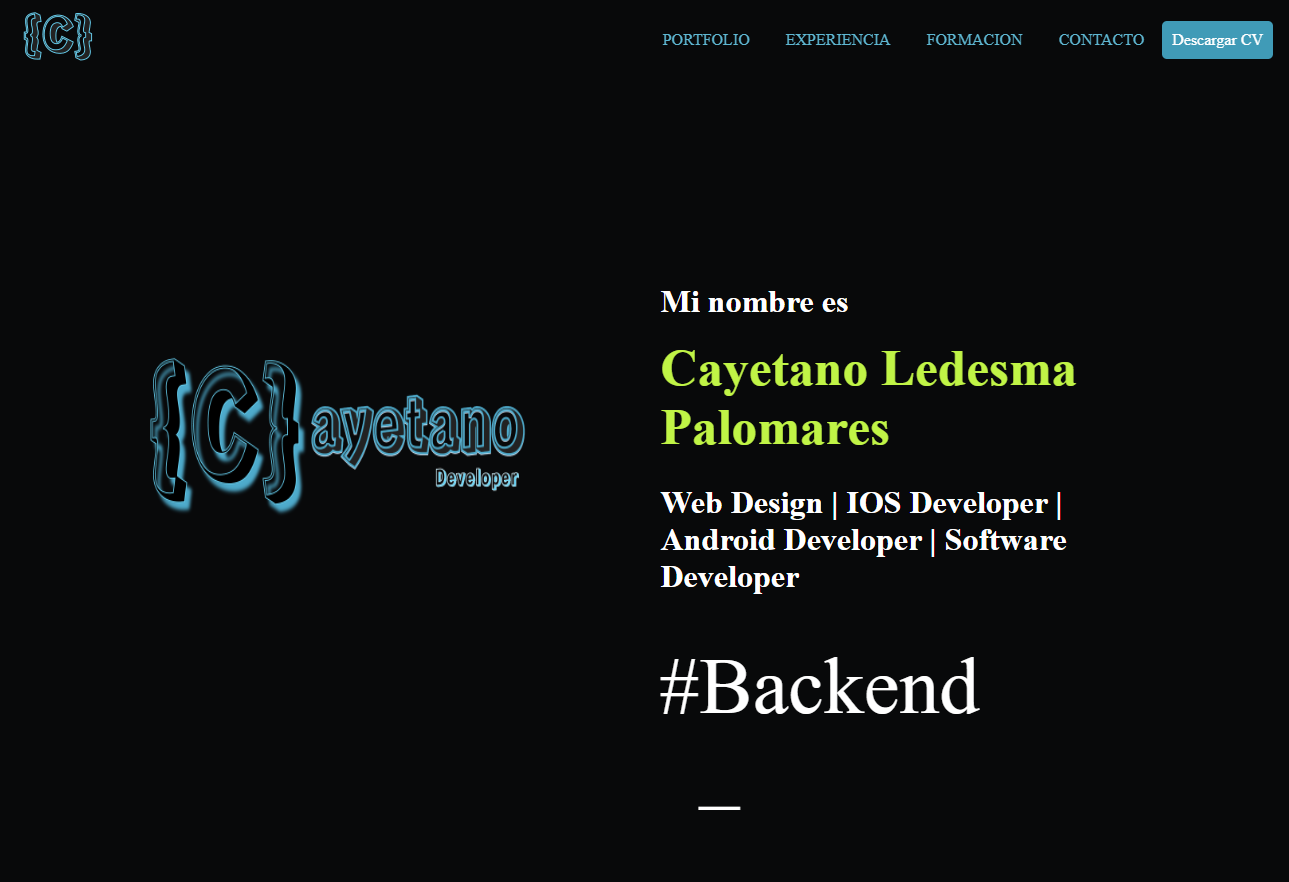 {C}
PORTFOLIO EXPERIENCIA FORMACION CONTACTO Descargar CV
{C}ayetano
Developer
Mi nombre es
Cayetano Ledesma
Palomares
Web Design | IOS Developer |
Android Developer | Software
Developer
#Backend
_